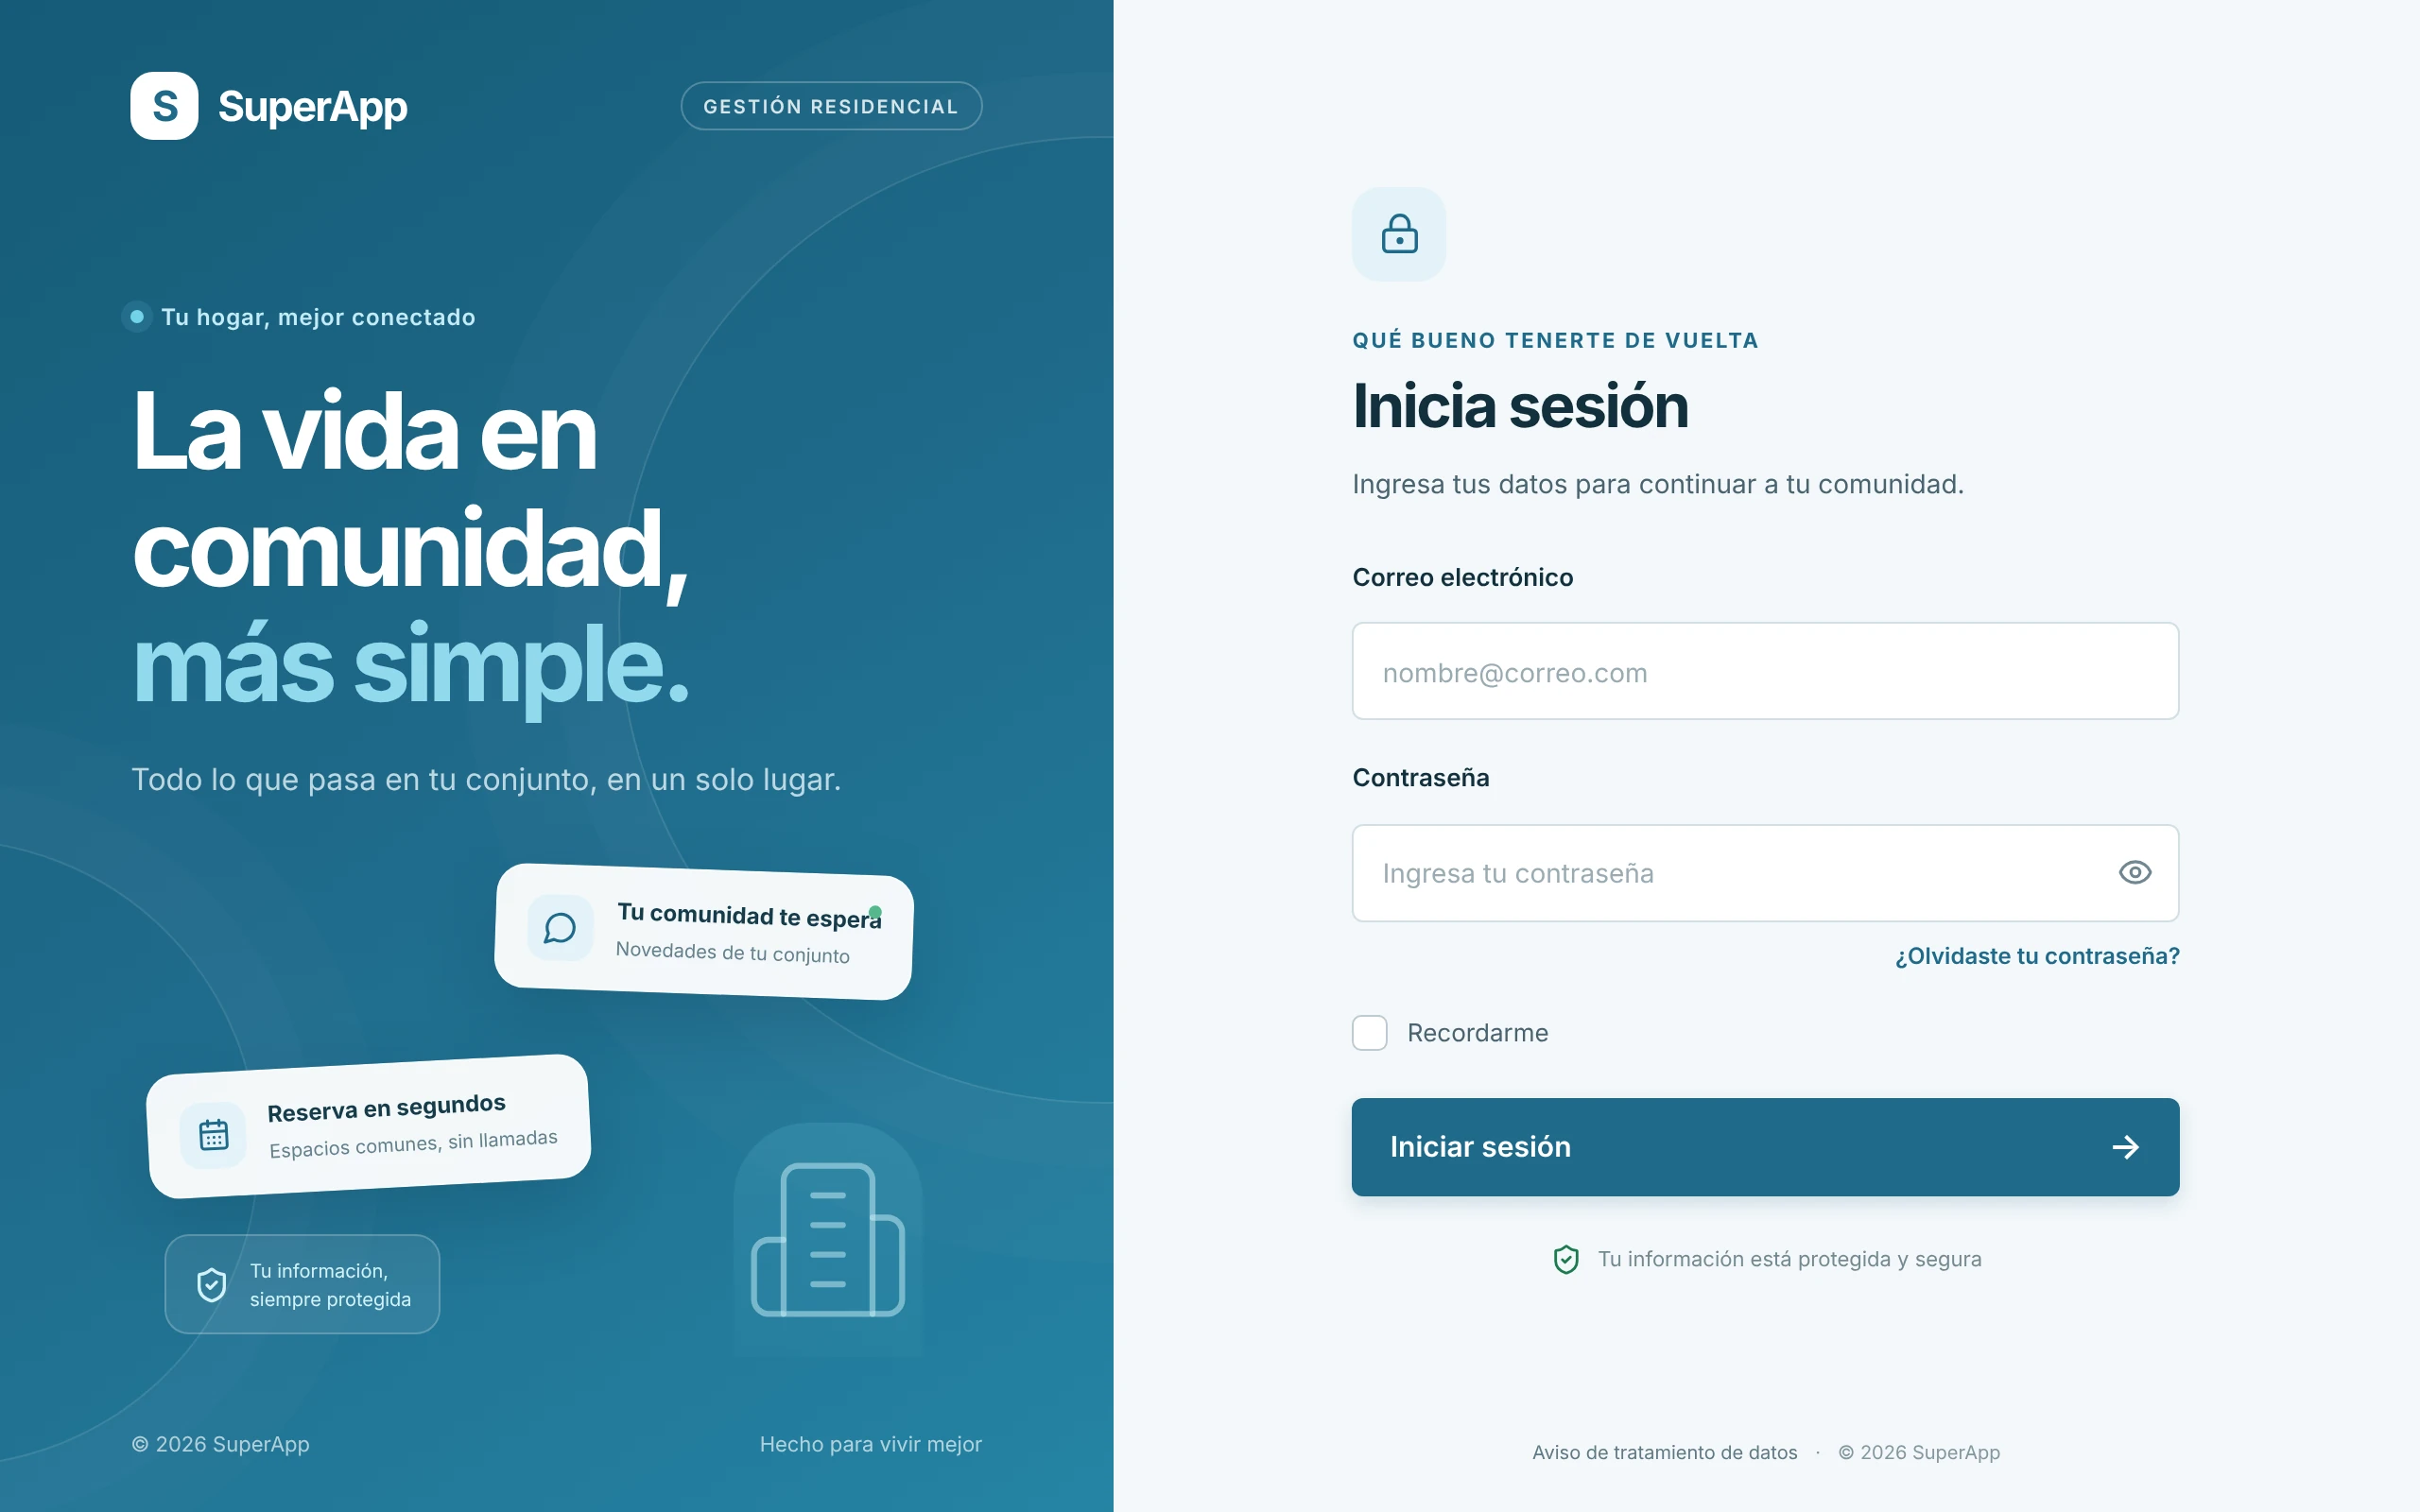 S SuperApp
GESTIÓN RESIDENCIAL
Tu hogar, mejor conectado
La vida en
comunidad,
más simple.
Todo lo que pasa en tu conjunto, en un solo lugar.
Tu comunidad te espera
Novedades de tu conjunto
Reserva en segundos
Espacios comunes, sin llamadas
Tu información,
siempre protegida
© 2026 SuperApp
Hecho para vivir mejor
QUÉ BUENO TENERTE DE VUELTA
Inicia sesión
Ingresa tus datos para continuar a tu comunidad.
Correo electrónico
nombre@correo.com
Contraseña
Ingresa tu contraseña
¿Olvidaste tu contraseña?
Recordarme
Iniciar sesión
Tu información está protegida y segura
Aviso de tratamiento de datos · © 2026 SuperApp